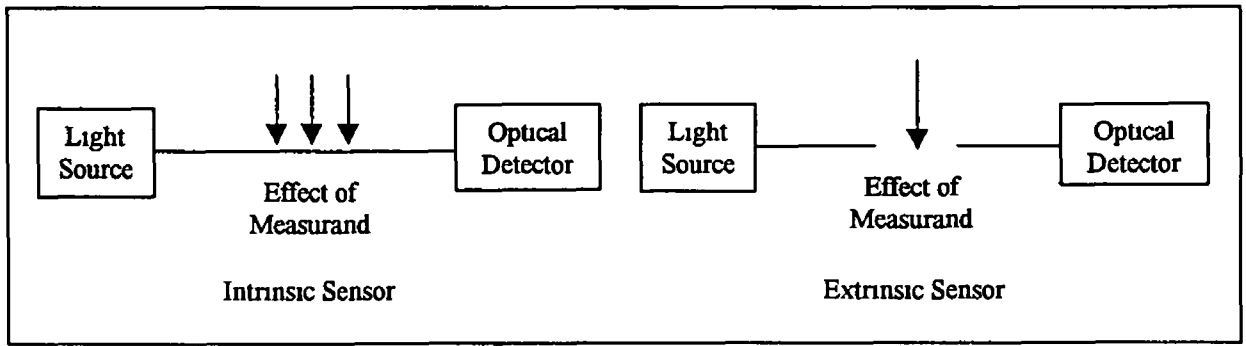 Light
Source
Optical
Detector
Effect of
Measurand
Intrinsic Sensor
Light
Source
Optical
Detector
Effect of
Measurand
Extrinsic Sensor